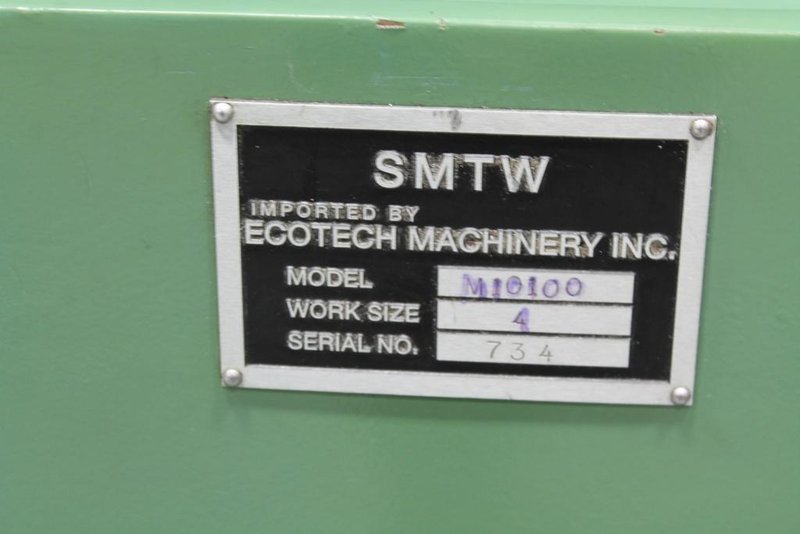 SMTW
IMPORTED BY
ECOTECH MACHINERY INC.
MODEL M10100
WORK SIZE 4
SERIAL NO. 734